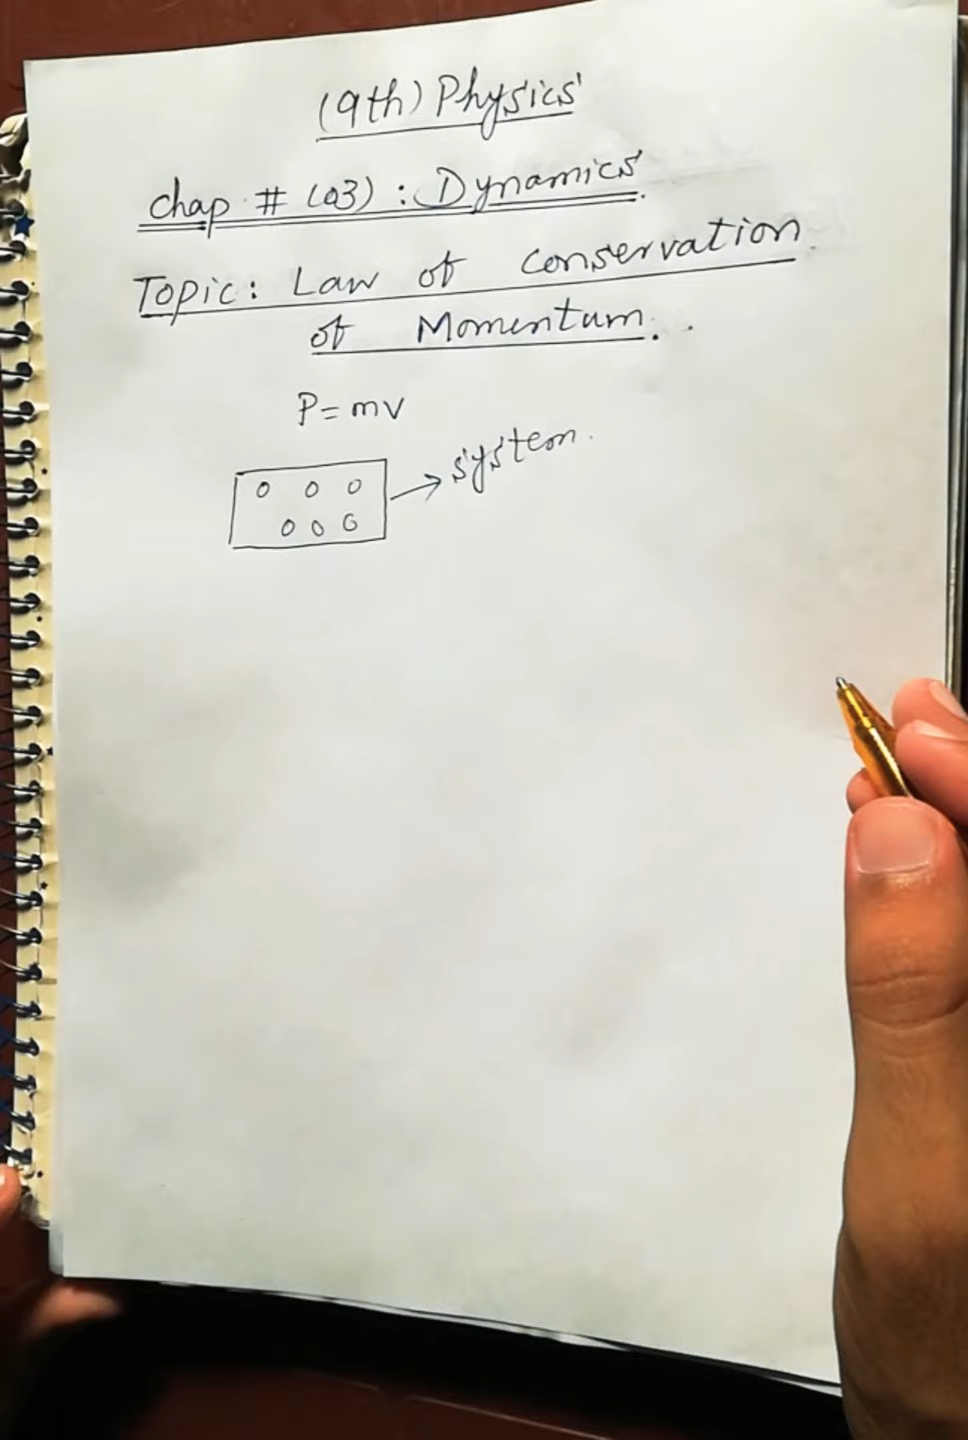 (9th) Physics
Chap # (03) : Dynamics.
Topic: Law of Conservation
of Momentum.
P = mv
→ system.